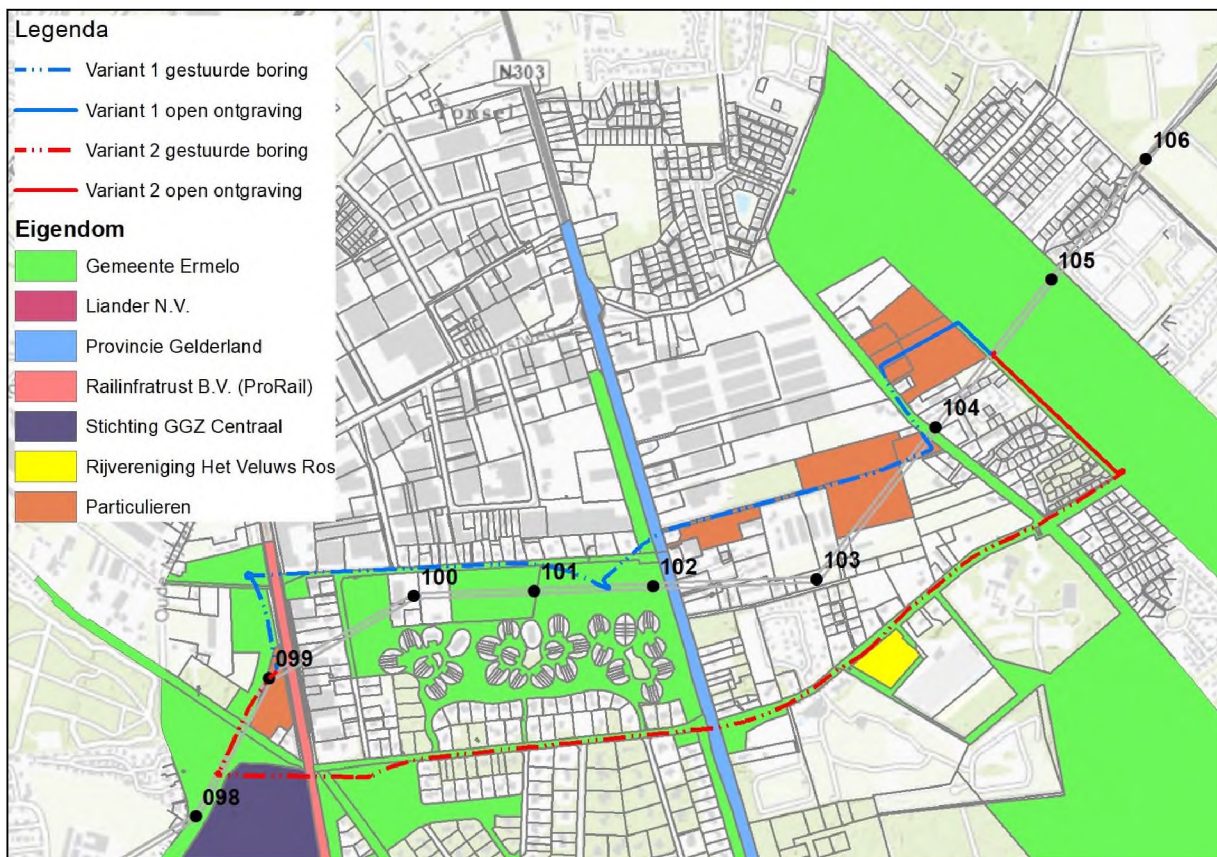 Legenda
Variant 1 gestuurde boring
Variant 1 open ontgraving
Variant 2 gestuurde boring
Variant 2 open ontgraving
Eigendom
Gemeente Ermelo
Liander N.V.
Provincie Gelderland
Railinfratrust B.V. (ProRail)
Stichting GGZ Centraal
Rijvereniging Het Veluws Ros
Particulieren
N303
Tonsel
106
105
104
103
102
101
100
099
098